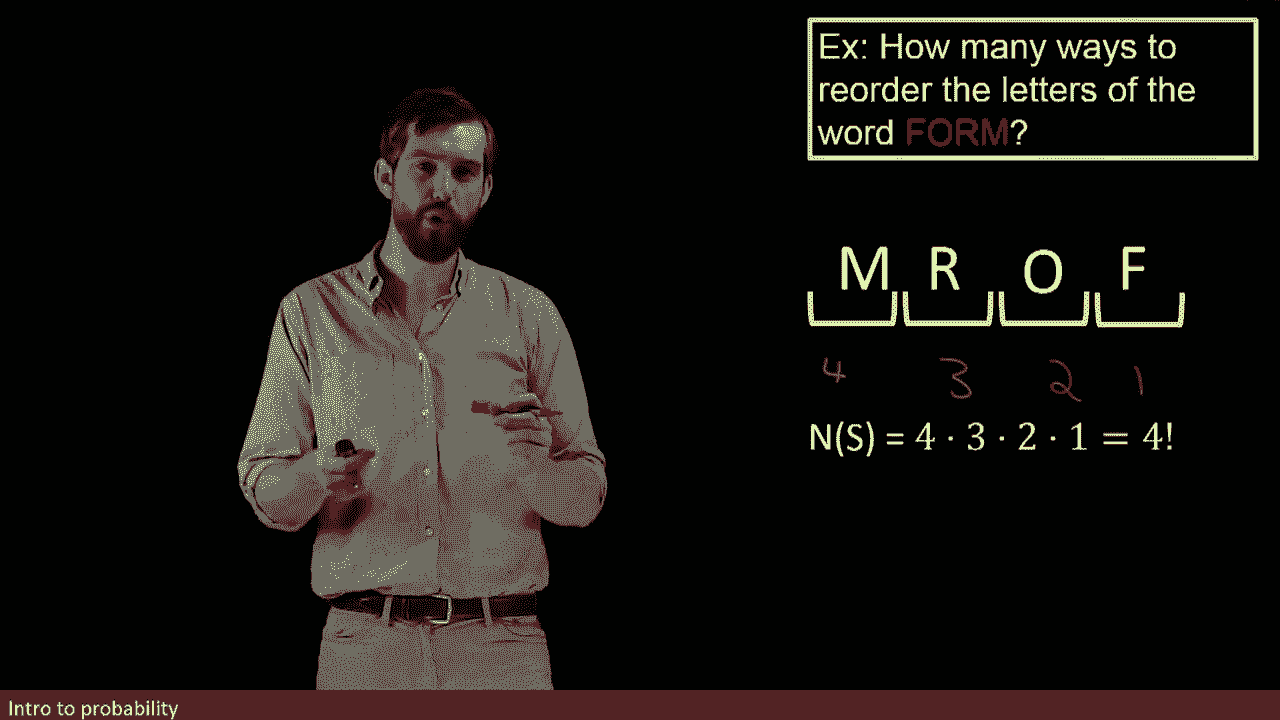 Ex: How many ways to
reorder the letters of the
word FORM?
M R O F
4 3 2 1
N(S) = 4 · 3 · 2 · 1 = 4!
Intro to probability